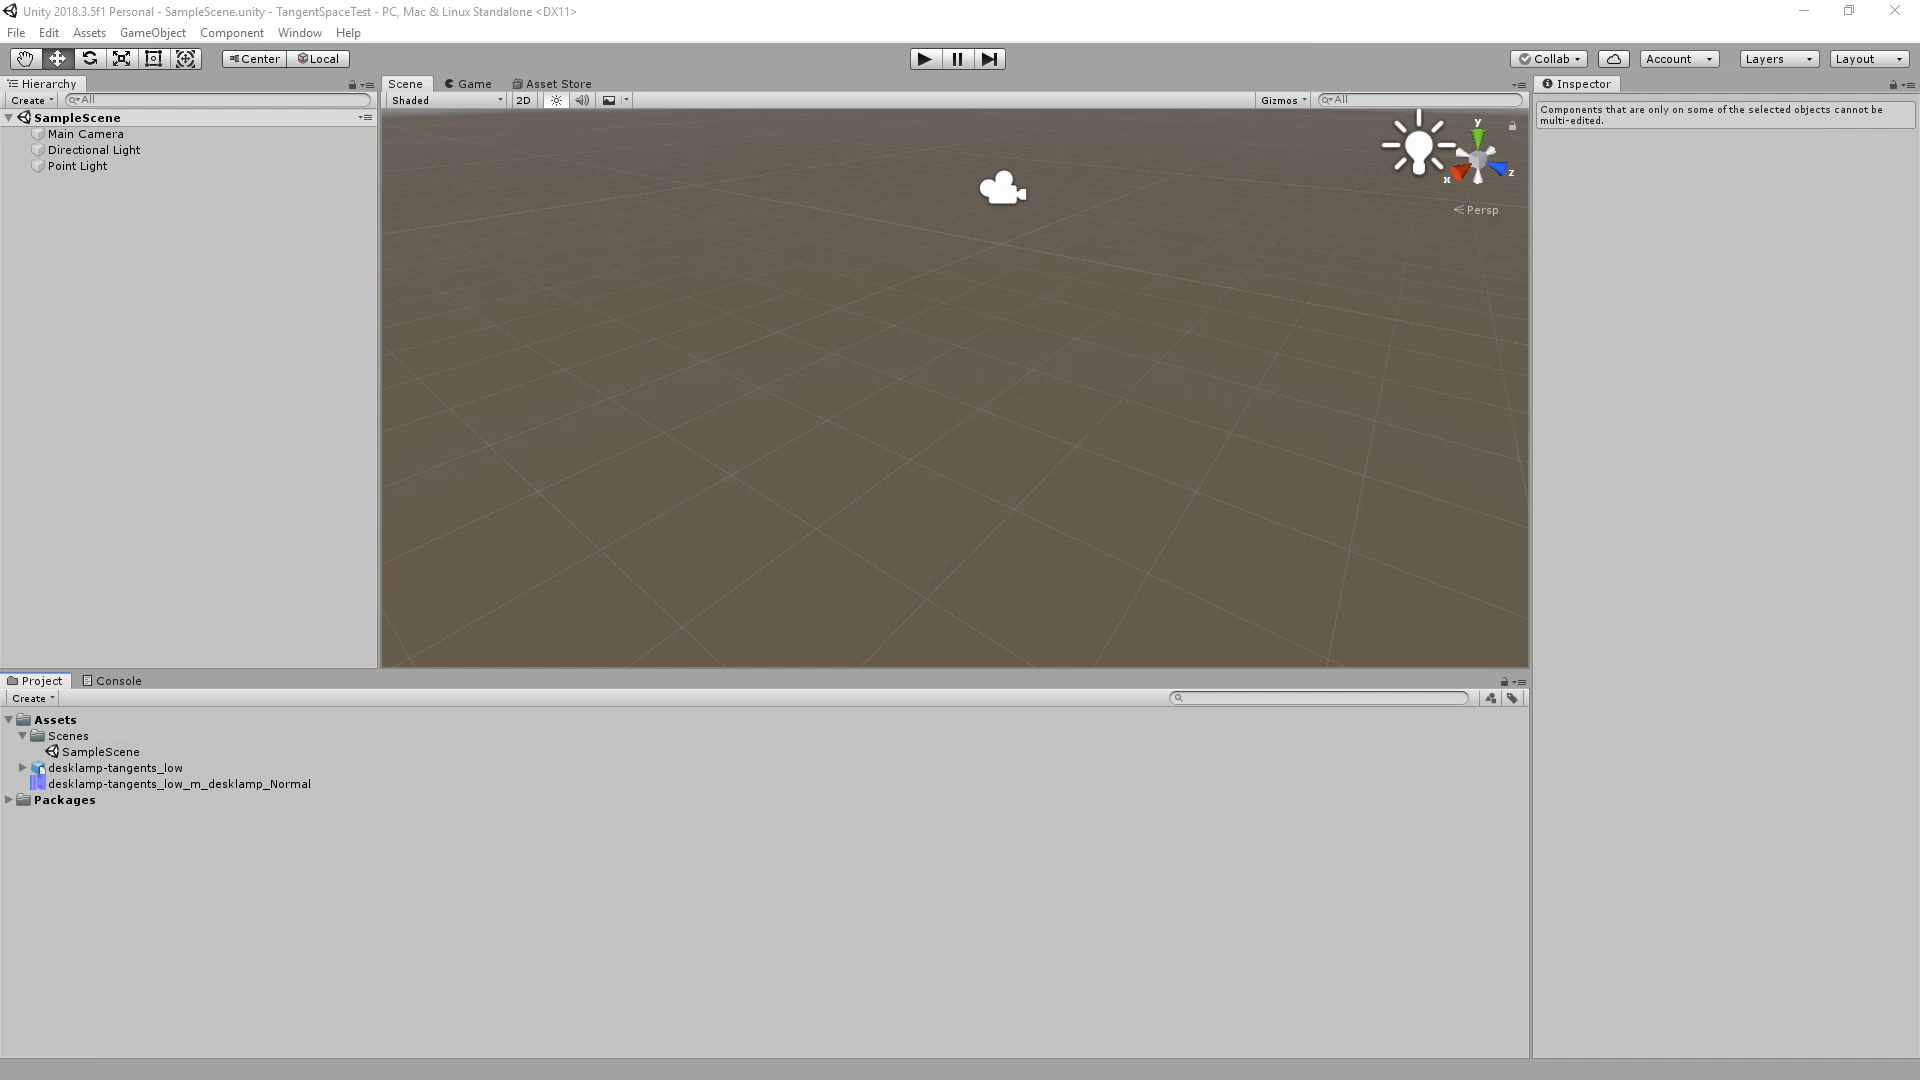 Unity 2018.3.5f1 Personal - SampleScene.unity - TangentSpaceTest - PC, Mac & Linux Standalone <DX11>
File Edit Assets GameObject Component Window Help
Center Local Collab Account Layers Layout
Hierarchy Scene Game Asset Store Inspector
Create All Shaded 2D Gizmos All
Components that are only on some of the selected objects cannot be
multi-edited.
SampleScene
Main Camera
Directional Light
Point Light
y
x z
Persp
Project Console
Create
Assets
Scenes
SampleScene
desklamp-tangents_low
desklamp-tangents_low_m_desklamp_Normal
Packages